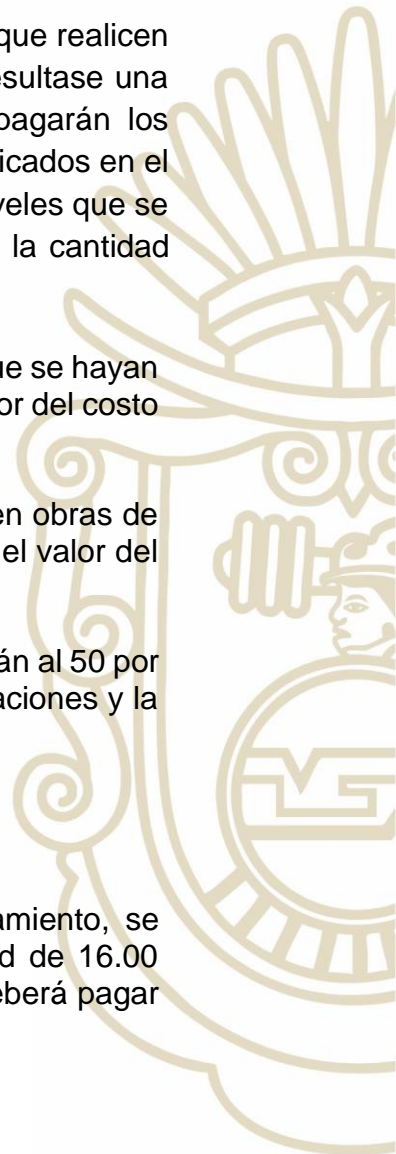 que realicen
esultase una
pagarán los
icados en el
veles que se
la cantidad
ue se hayan
or del costo
en obras de
el valor del
án al 50 por
aciones y la
amiento, se
d de 16.00
eberá pagar